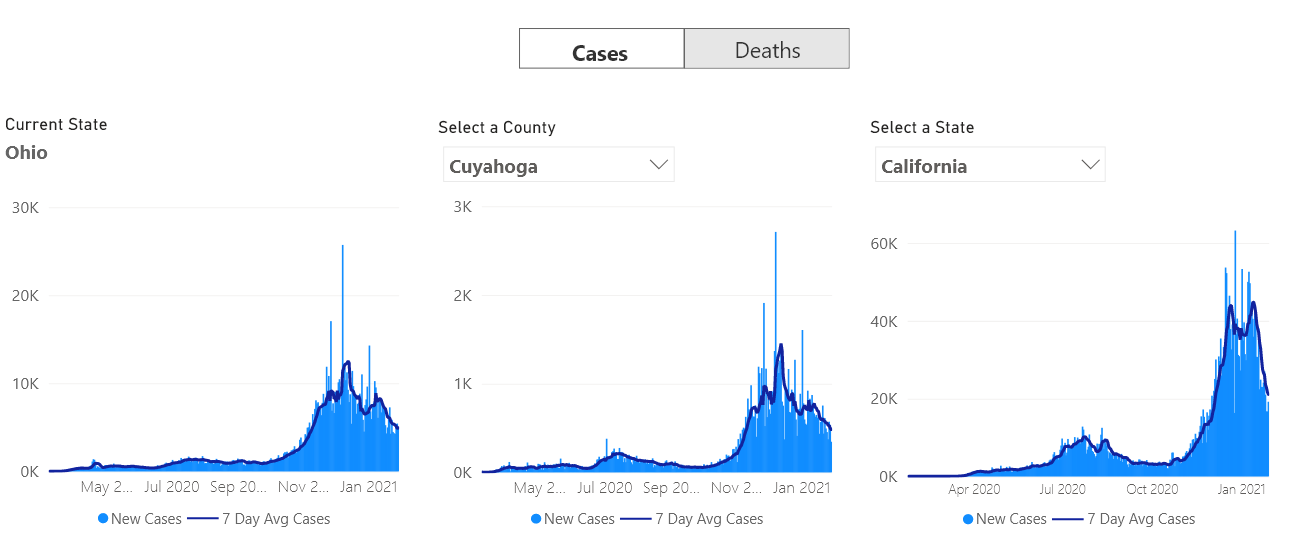 Cases Deaths
Current State
Ohio
Select a County
Cuyahoga
Select a State
California
30K
20K
10K
0K
May 2... Jul 2020 Sep 20... Nov 2... Jan 2021
New Cases 7 Day Avg Cases
3K
2K
1K
0K
May 2... Jul 2020 Sep 20... Nov 2... Jan 2021
New Cases 7 Day Avg Cases
60K
40K
20K
0K
Apr 2020 Jul 2020 Oct 2020 Jan 2021
New Cases 7 Day Avg Cases